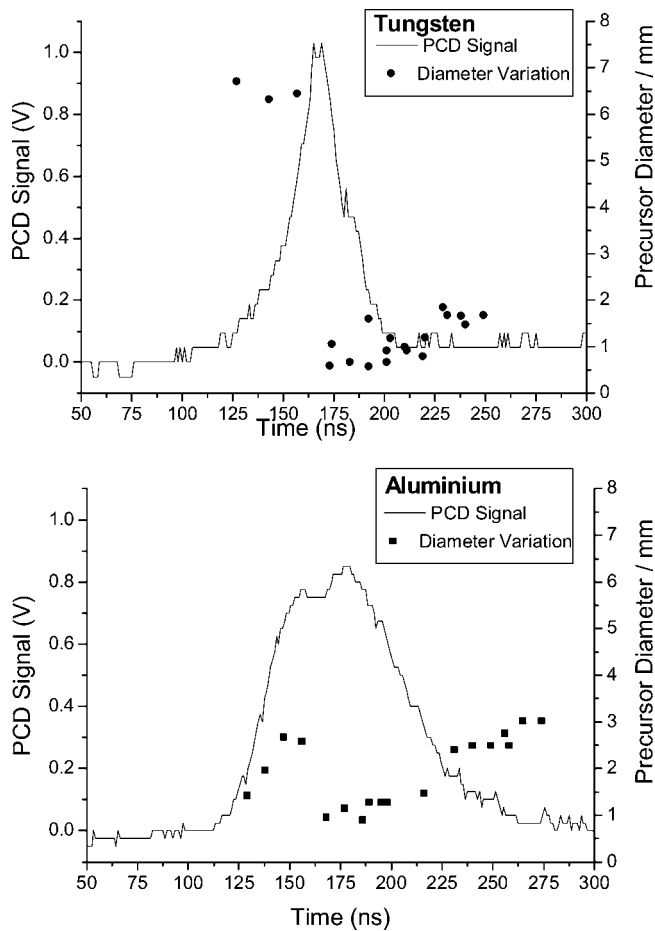 Tungsten
PCD Signal
Diameter Variation
PCD Signal (V)
1.0
0.8
0.6
0.4
0.2
0.0
Precursor Diameter / mm
8
7
6
5
4
3
2
1
0
50 75 100 125 150 175 200 225 250 275 300
Time (ns)
Aluminium
PCD Signal
Diameter Variation
PCD Signal (V)
1.0
0.8
0.6
0.4
0.2
0.0
Precursor Diameter / mm
8
7
6
5
4
3
2
1
0
50 75 100 125 150 175 200 225 250 275 300
Time (ns)